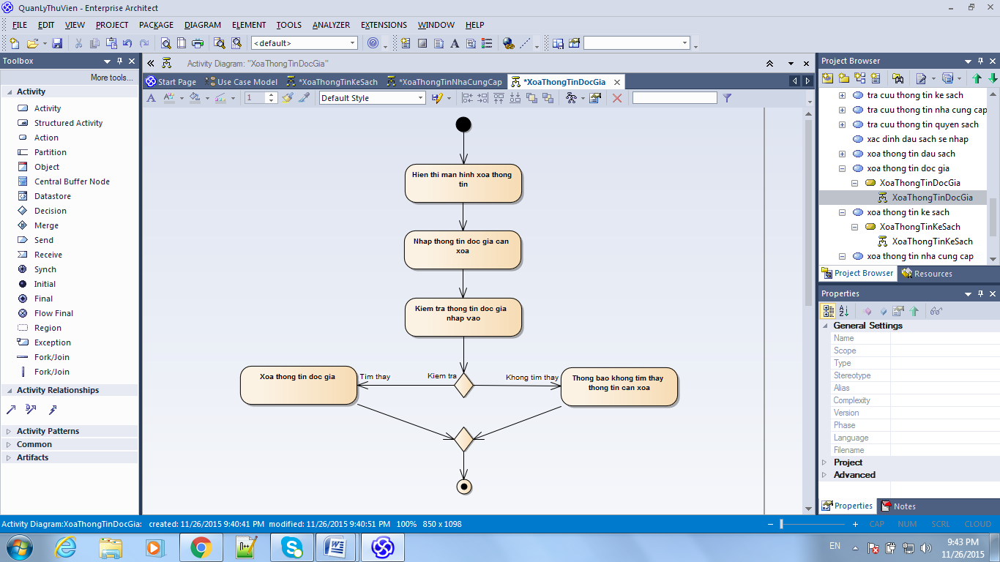 QuanLyThuVien - Enterprise Architect
FILE EDIT VIEW PROJECT PACKAGE DIAGRAM ELEMENT TOOLS ANALYZER EXTENSIONS WINDOW HELP
<default>
Toolbox
More tools...
Activity
Activity
Structured Activity
Action
Partition
Object
Central Buffer Node
Datastore
Decision
Merge
Send
Receive
Synch
Initial
Final
Flow Final
Region
Exception
Fork/Join
Fork/Join
Activity Relationships
Activity Patterns
Common
Artifacts
Activity Diagram: "XoaThongTinDocGia"
Start Page Use Case Model *XoaThongTinKeSach *XoaThongTinNhaCungCap *XoaThongTinDocGia
1 Default Style
Hien thi man hinh xoa thong
tin
Nhap thong tin doc gia can
xoa
Kiem tra thong tin doc gia
nhap vao
Kiem tra
Tim thay
Khong tim thay
Xoa thong tin doc gia
Thong bao khong tim thay
thong tin can xoa
Project Browser
tra cuu thong tin ke sach
tra cuu thong tin nha cung cap
tra cuu thong tin quyen sach
xac dinh dau sach se nhap
xoa thong tin dau sach
xoa thong tin doc gia
XoaThongTinDocGia
XoaThongTinDocGia
xoa thong tin ke sach
XoaThongTinKeSach
XoaThongTinKeSach
xoa thong tin nha cung cap
Project Browser Resources
Properties
General Settings
Name
Scope
Type
Stereotype
Alias
Complexity
Version
Phase
Language
Filename
Project
Advanced
Properties Notes
Activity Diagram:XoaThongTinDocGia: created: 11/26/2015 9:40:41 PM modified: 11/26/2015 9:40:51 PM 100% 850 x 1098
CAP NUM SCRL CLOUD
EN
9:43 PM
11/26/2015